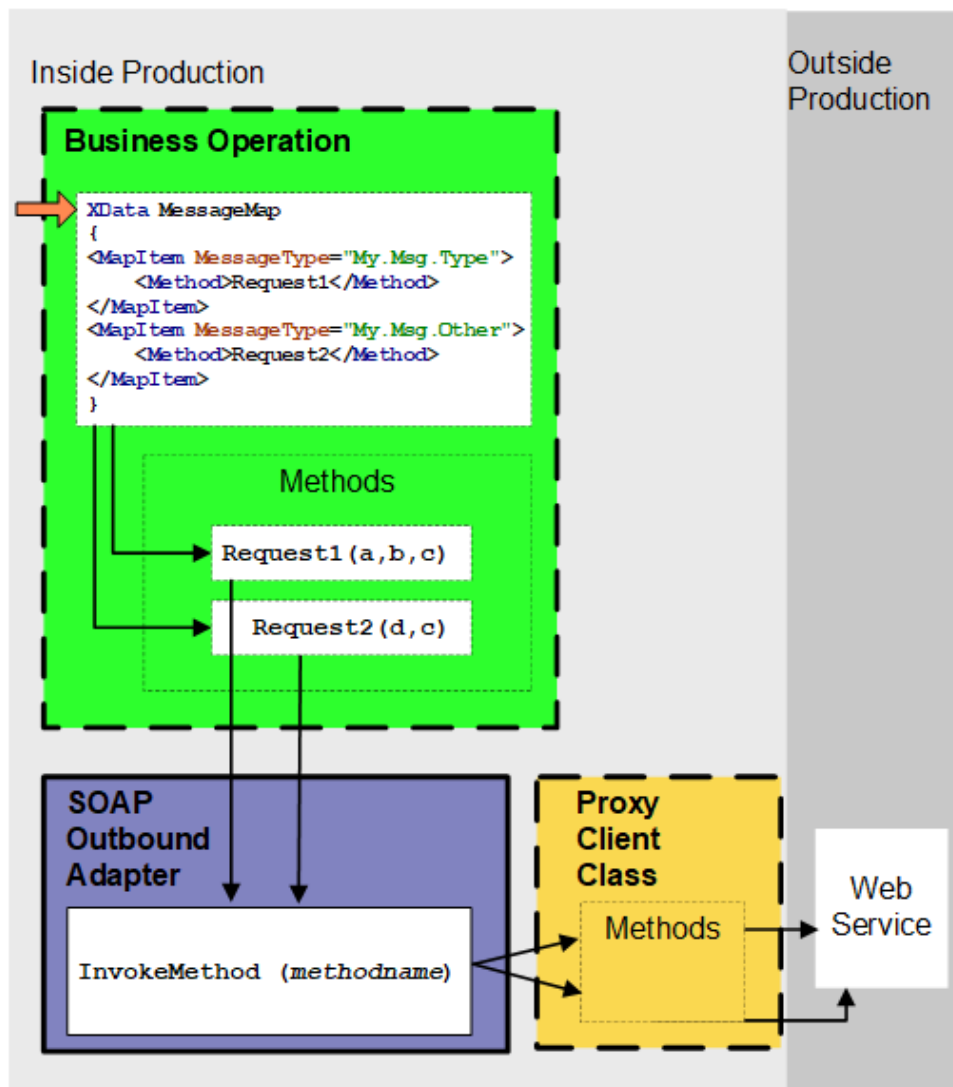 Inside Production
Outside
Production
Business Operation
XData MessageMap
{
<MapItem MessageType="My.Msg.Type">
    <Method>Request1</Method>
</MapItem>
<MapItem MessageType="My.Msg.Other">
    <Method>Request2</Method>
</MapItem>
}
Methods
Request1(a,b,c)
Request2(d,c)
SOAP
Outbound
Adapter
InvokeMethod (methodname)
Proxy
Client
Class
Methods
Web
Service